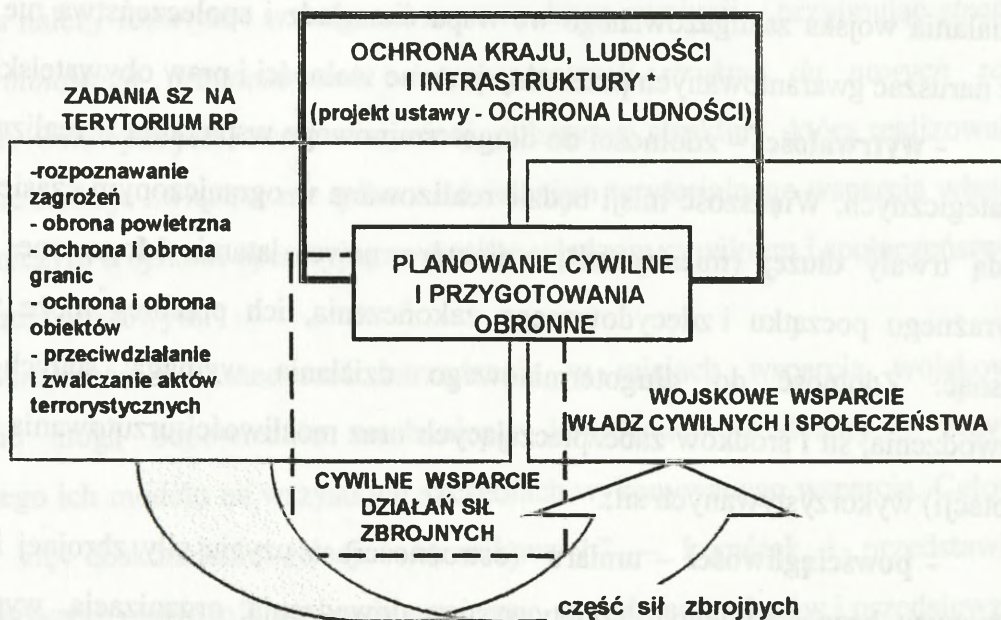 OCHRONA KRAJU, LUDNOŚCI
I INFRASTRUKTURY *
(projekt ustawy - OCHRONA LUDNOŚCI)
ZADANIA SZ NA
TERYTORIUM RP
-rozpoznawanie
zagrożeń
- obrona powietrzna
- ochrona i obrona
granic
- ochrona i obrona
obiektów
- przeciwdziałanie
i zwalczanie aktów
terrorystycznych
PLANOWANIE CYWILNE
I PRZYGOTOWANIA
OBRONNE
WOJSKOWE WSPARCIE
WŁADZ CYWILNYCH I SPOŁECZEŃSTWA
CYWILNE WSPARCIE
DZIAŁAŃ SIŁ
ZBROJNYCH
część sił zbrojnych